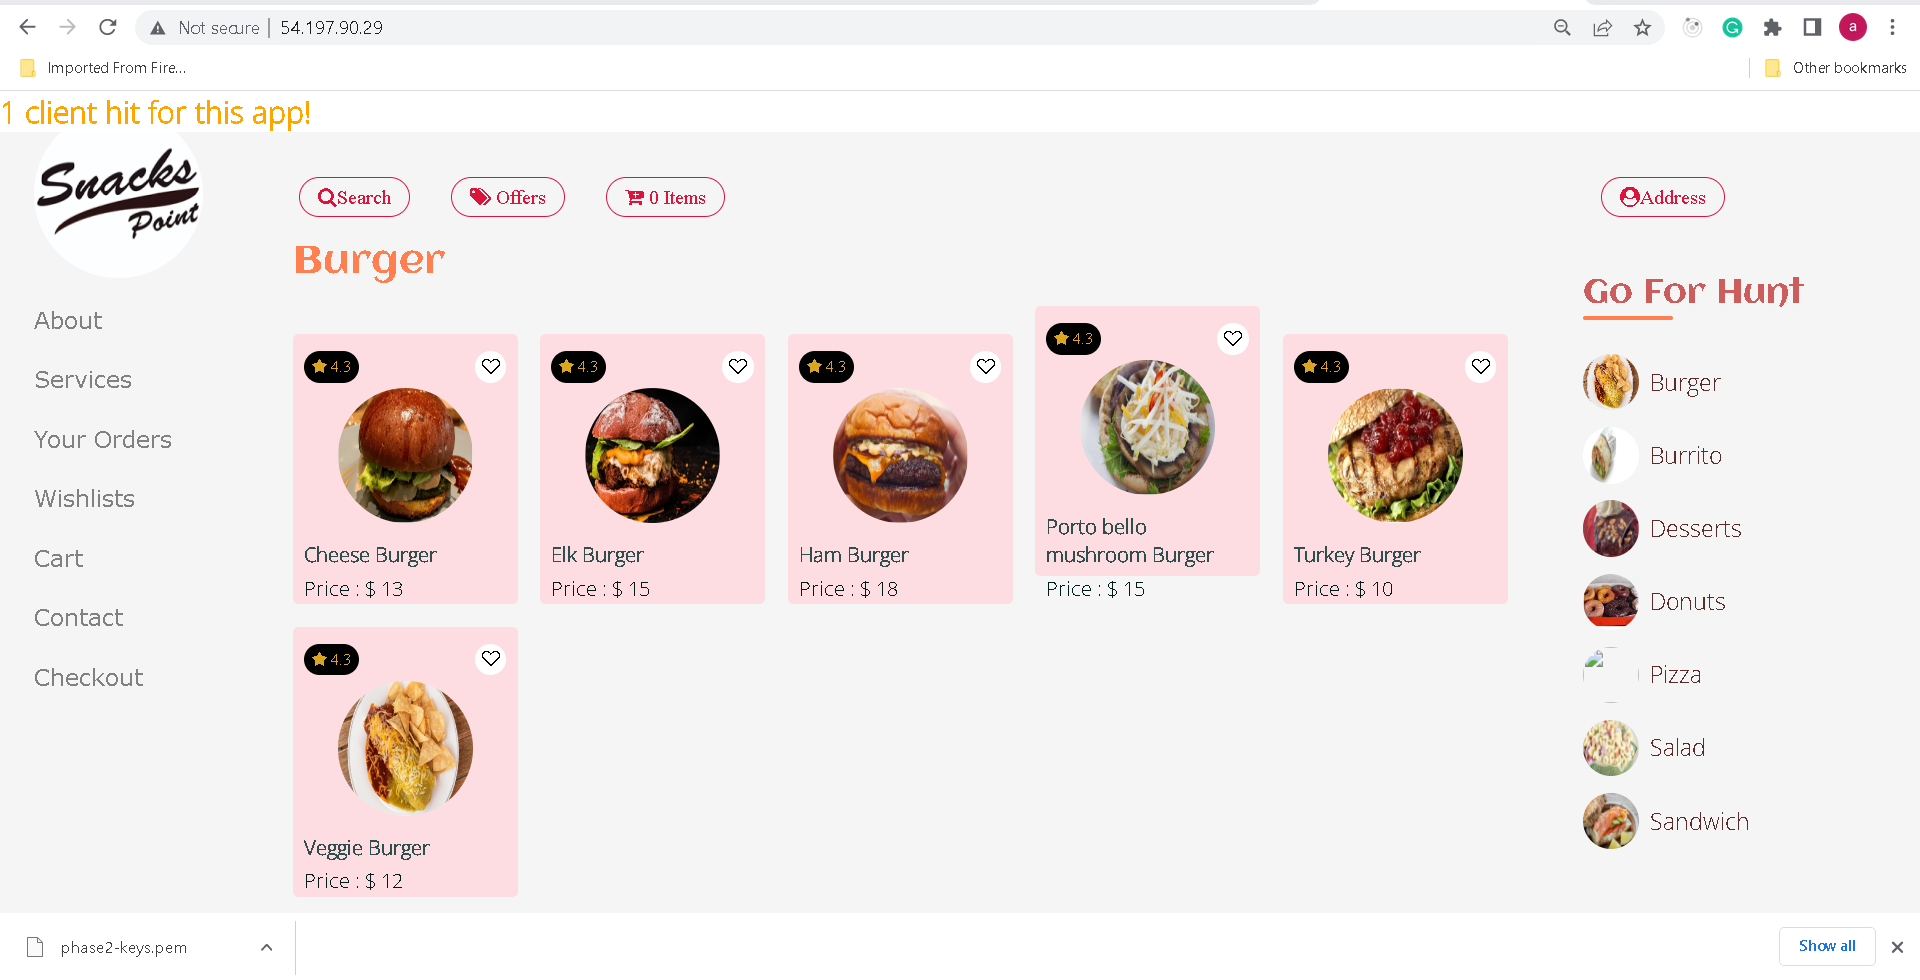 Not secure | 54.197.90.29
a
Imported From Fire...
Other bookmarks
1 client hit for this app!
Snacks
Point
Search
Offers
0 Items
Address
Burger
Go For Hunt
About
Services
Your Orders
Wishlists
Cart
Contact
Checkout
4.3
Cheese Burger
Price : $ 13
4.3
Elk Burger
Price : $ 15
4.3
Ham Burger
Price : $ 18
4.3
Porto bello
mushroom Burger
Price : $ 15
4.3
Turkey Burger
Price : $ 10
4.3
Veggie Burger
Price : $ 12
Burger
Burrito
Desserts
Donuts
Pizza
Salad
Sandwich
phase2-keys.pem
Show all